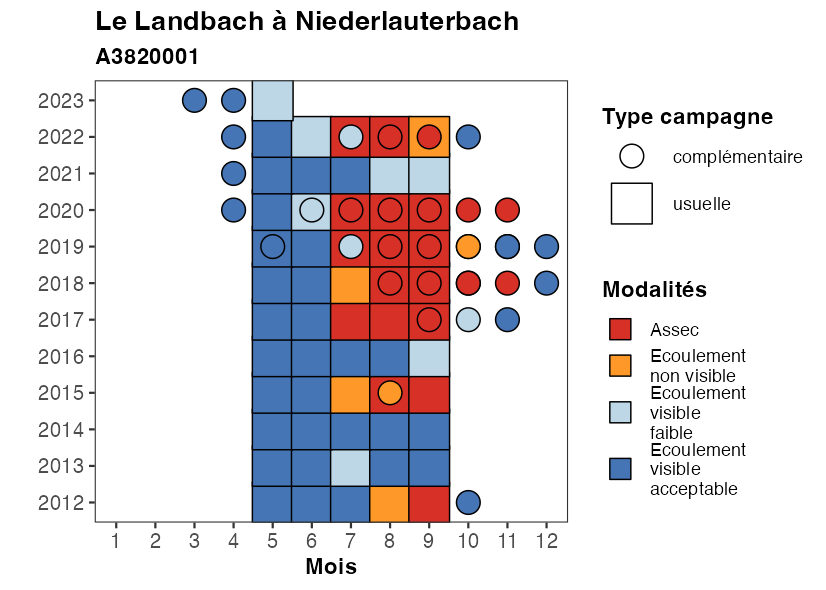 Le Landbach à Niederlauterbach
A3820001
2023
2022
2021
2020
2019
2018
2017
2016
2015
2014
2013
2012
1 2 3 4 5 6 7 8 9 10 11 12
Mois
Type campagne
complémentaire
usuelle
Modalités
Assec
Ecoulement
non visible
Ecoulement
visible
faible
Ecoulement
visible
acceptable